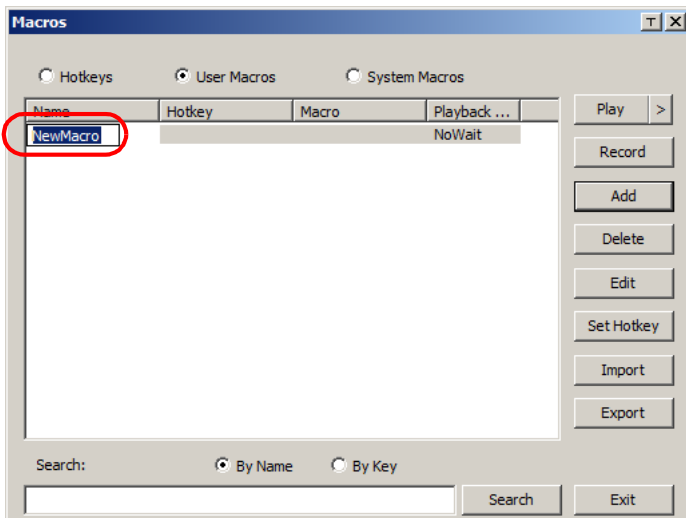 Macros T X
Hotkeys User Macros System Macros
Name Hotkey Macro Playback ...
NewMacro NoWait
Play >
Record
Add
Delete
Edit
Set Hotkey
Import
Export
Search: By Name By Key
Search Exit